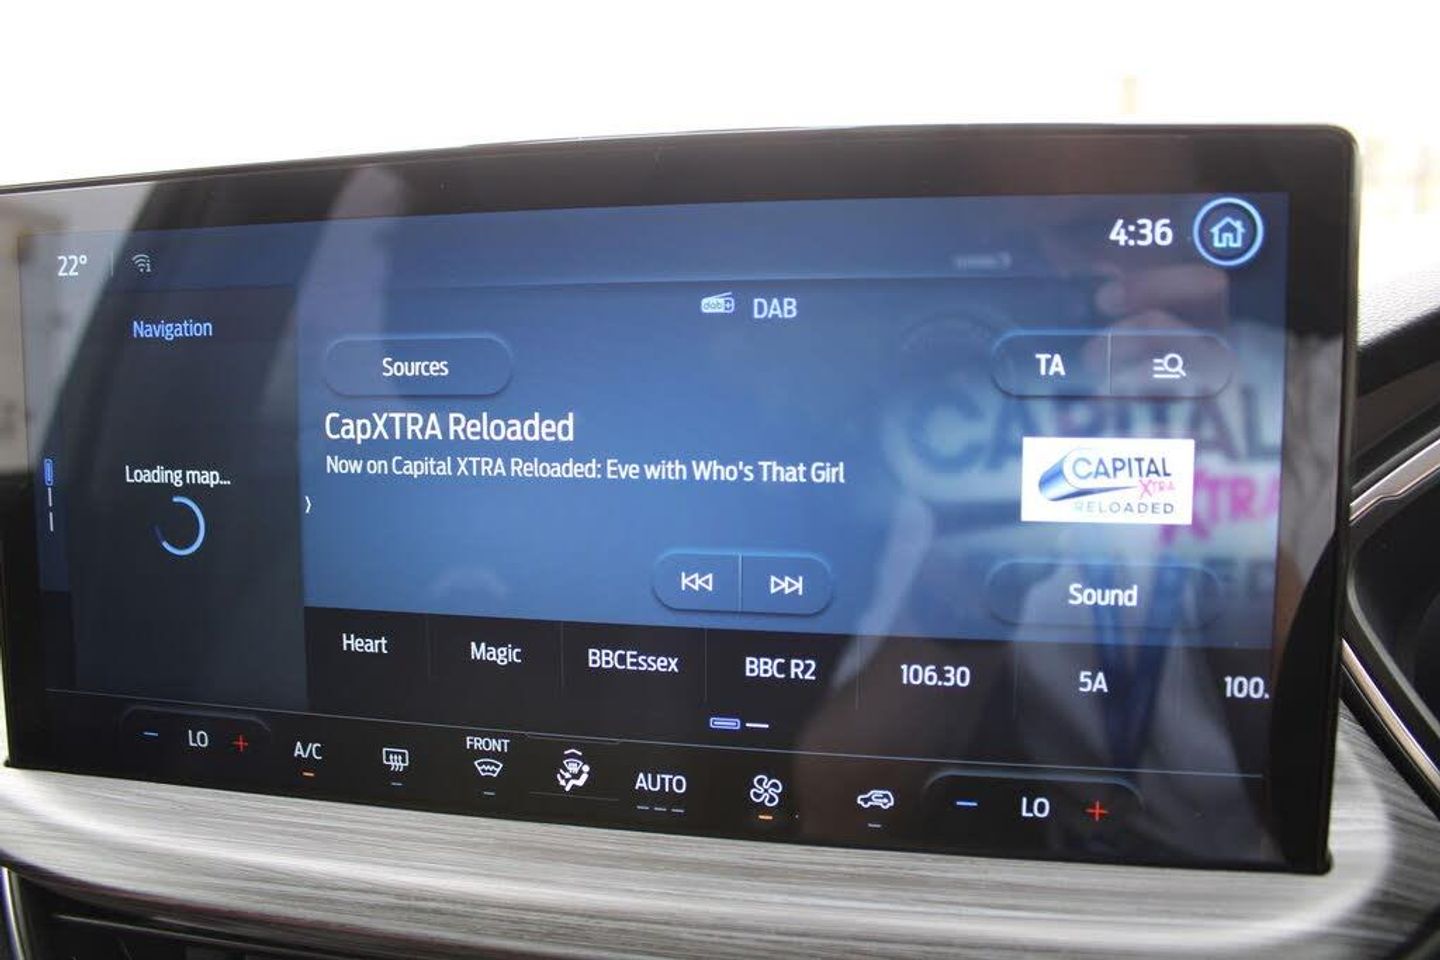 4:36
22°
DAB
Navigation
Sources
TA
CapXTRA Reloaded
Now on Capital XTRA Reloaded: Eve with Who's That Girl
CAPITAL
XTRA
RELOADED
Loading map...
Sound
Heart
Magic
BBCEssex
BBC R2
106.30
5A
100.
- LO +
A/C
FRONT
AUTO
- LO +